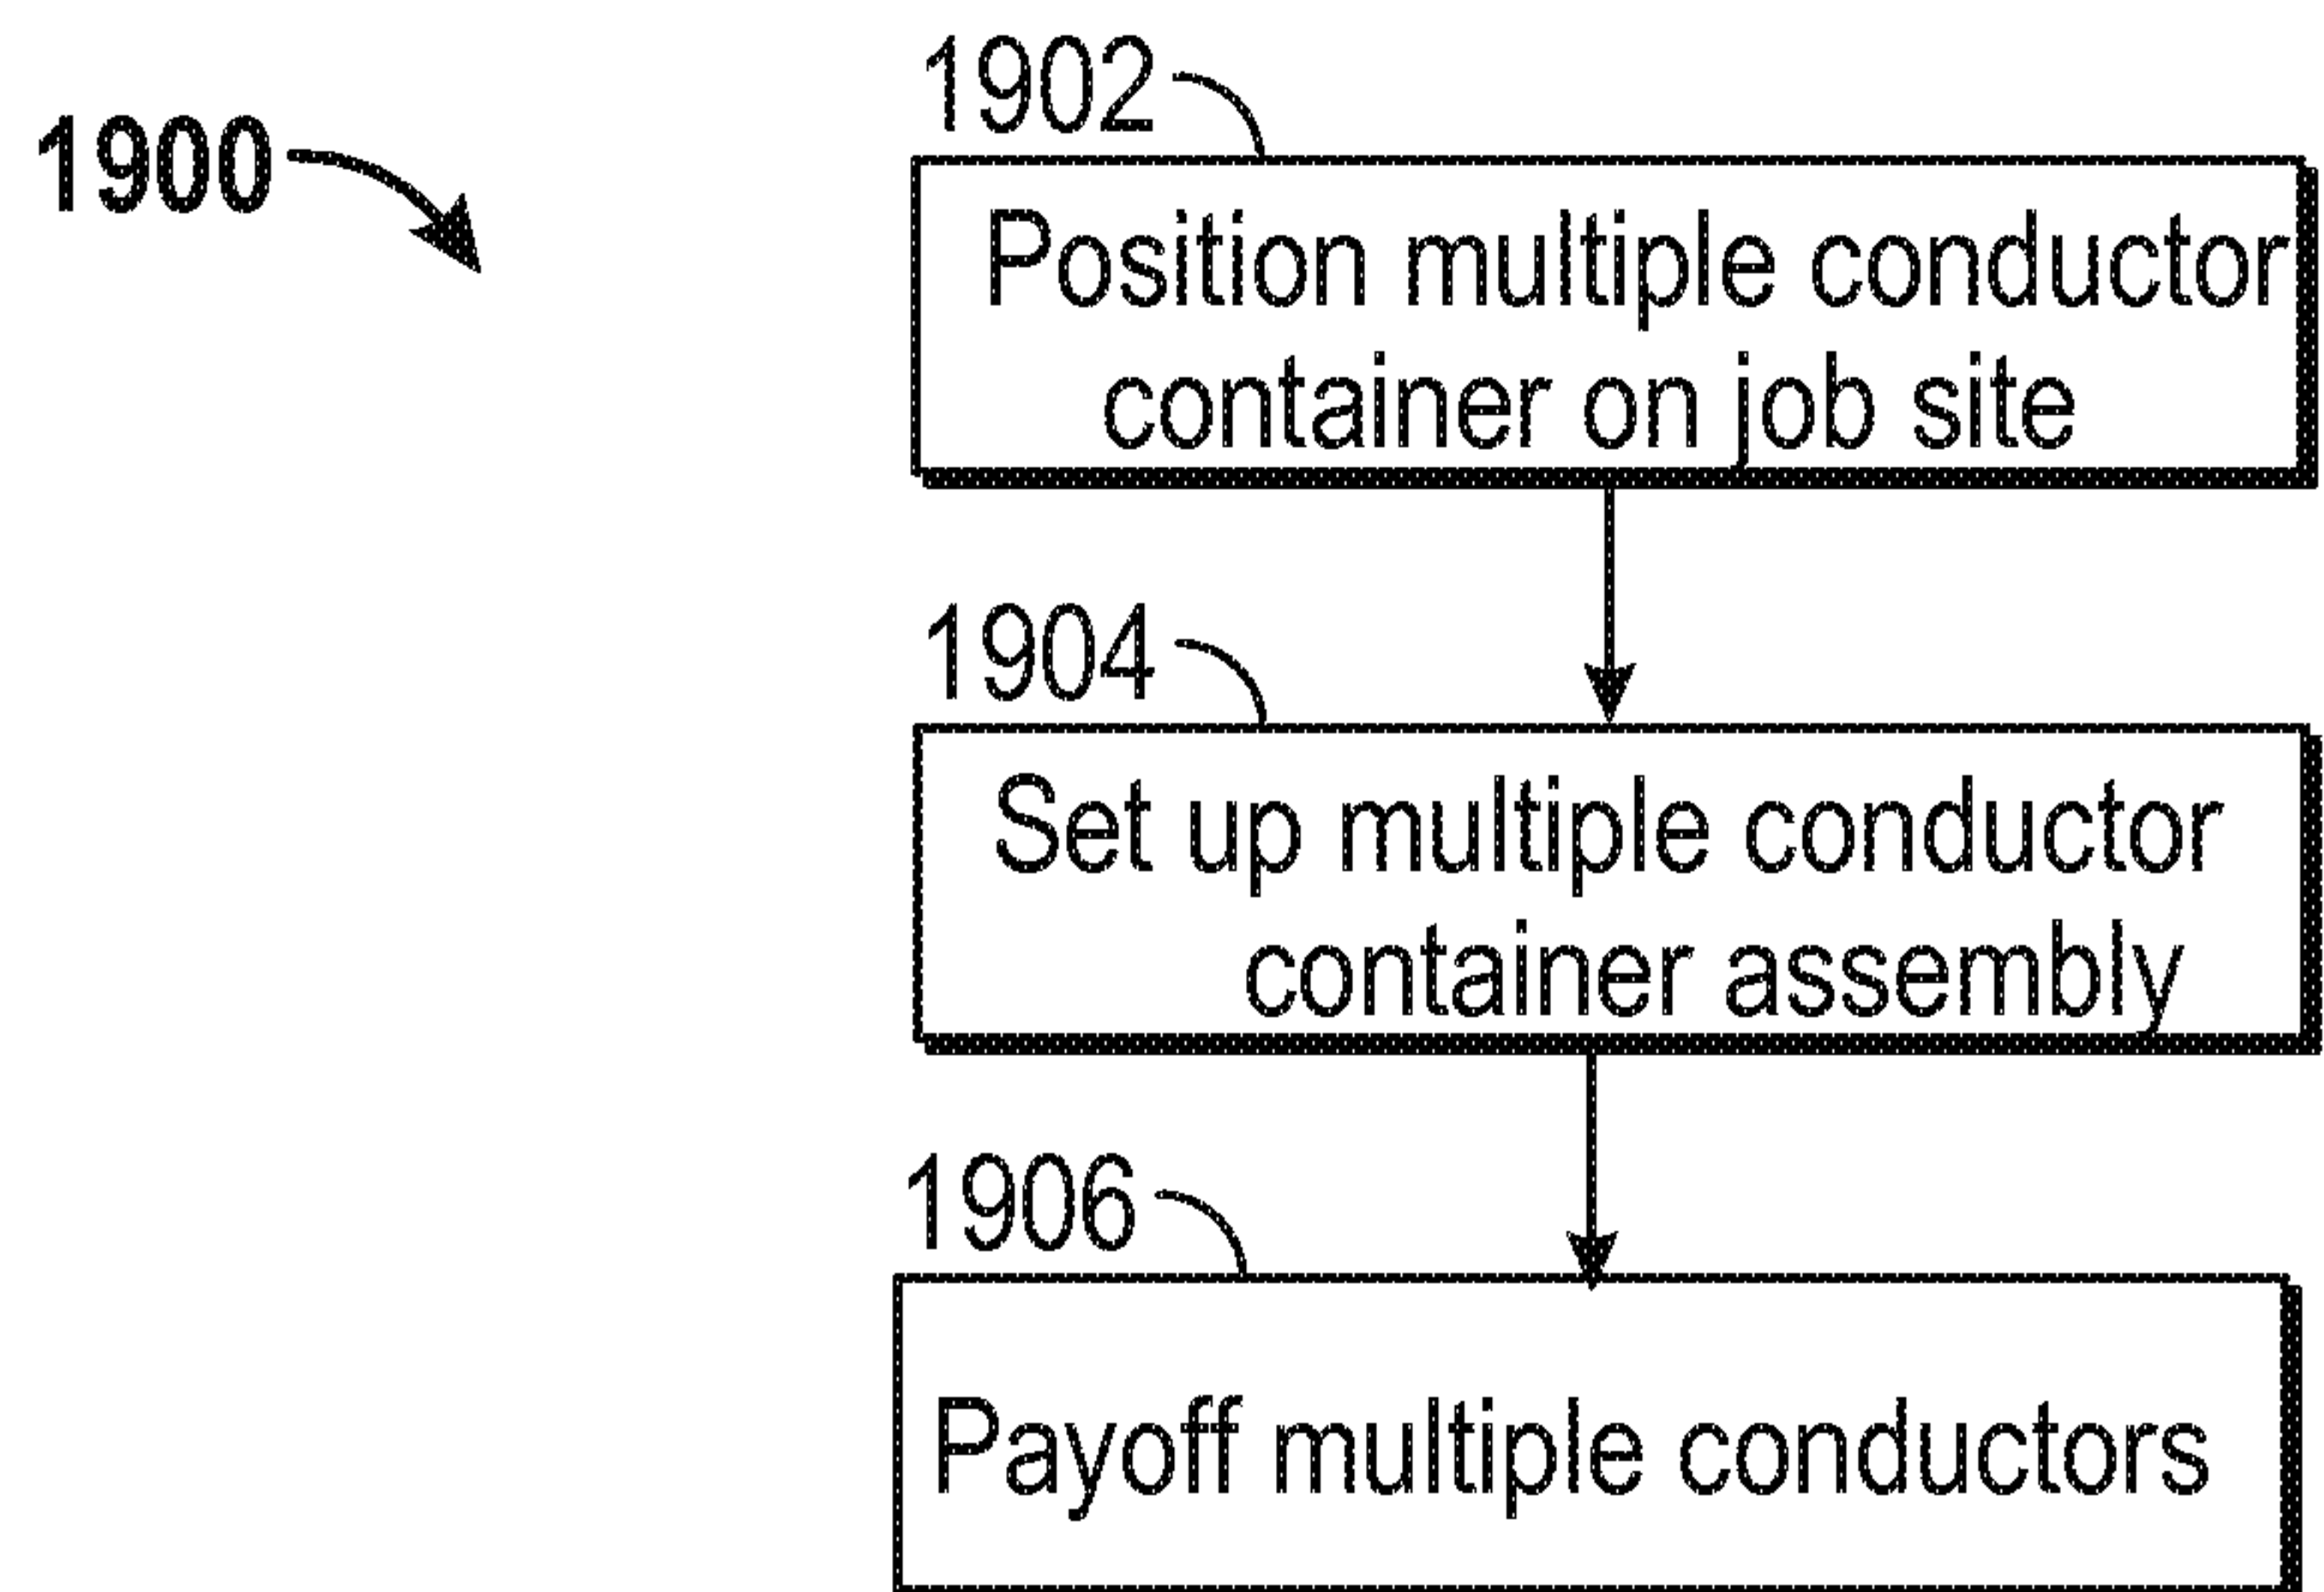 1902
1900
Position multiple conductor
container on job site
1904
Set up multiple conductor
container assembly
1906
Payoff multiple conductors